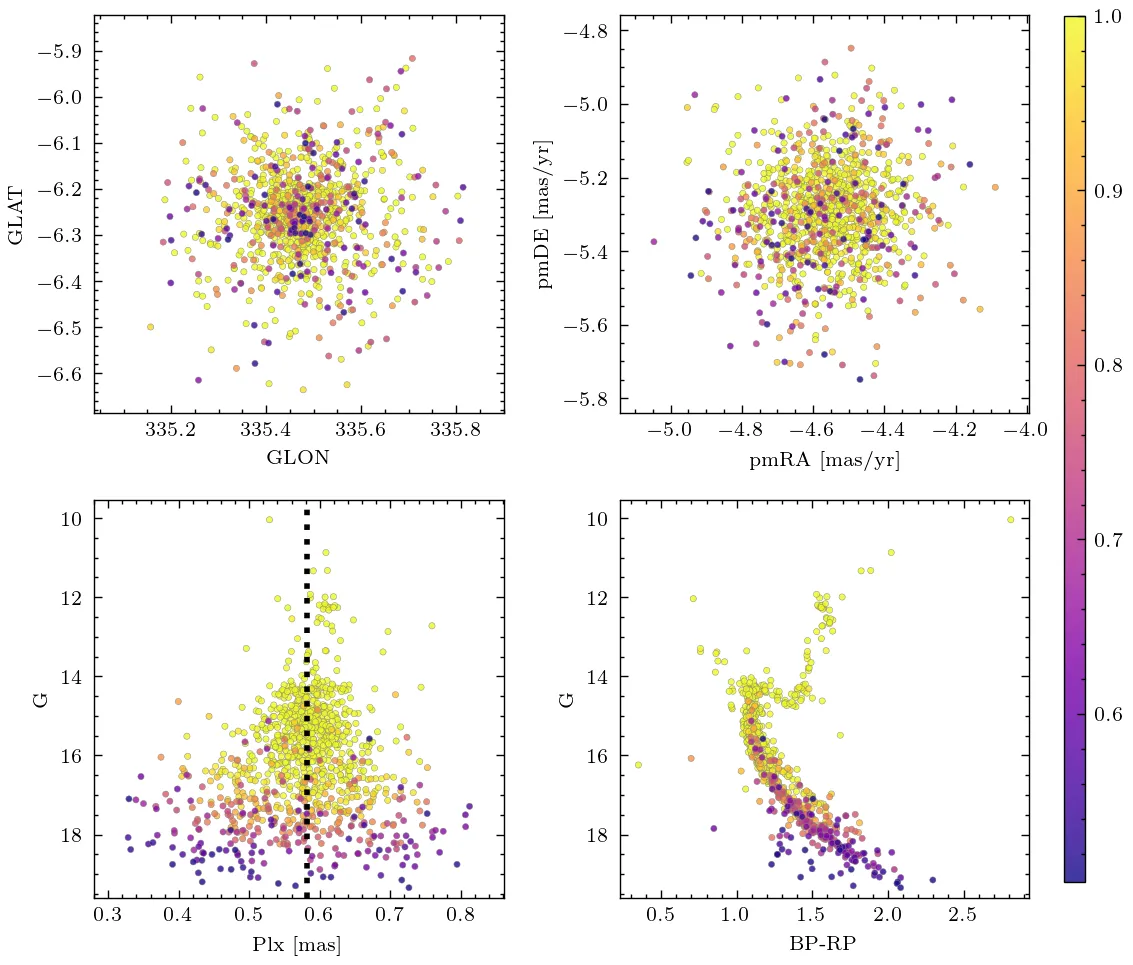 −5.9
−6.0
−6.1
−6.2
−6.3
−6.4
−6.5
−6.6
GLAT
335.2 335.4 335.6 335.8
GLON
−4.8
−5.0
−5.2
−5.4
−5.6
−5.8
pmDE [mas/yr]
−5.0 −4.8 −4.6 −4.4 −4.2 −4.0
pmRA [mas/yr]
10
12
14
16
18
G
0.3 0.4 0.5 0.6 0.7 0.8
Plx [mas]
10
12
14
16
18
G
0.5 1.0 1.5 2.0 2.5
BP-RP
1.0
0.9
0.8
0.7
0.6